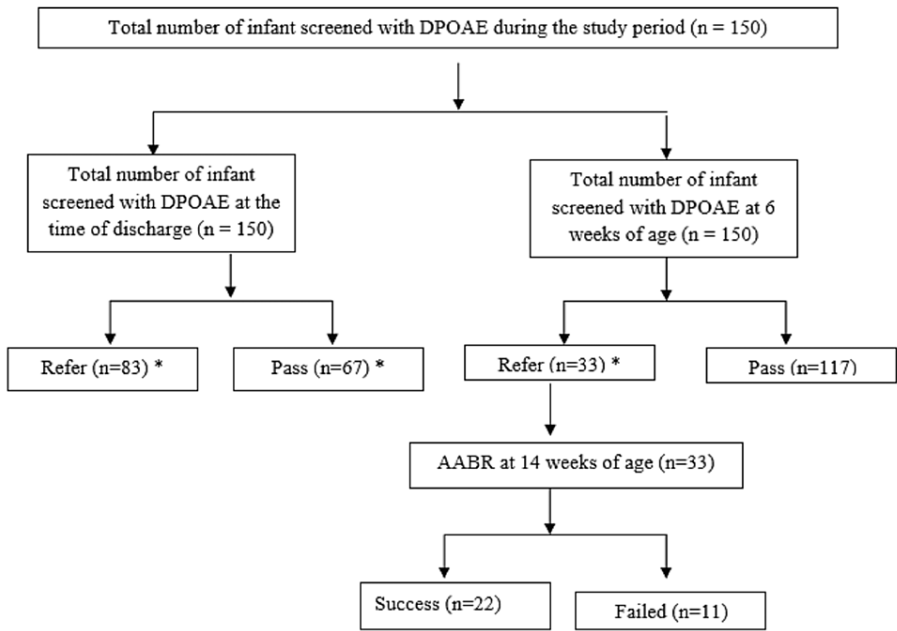 Total number of infant screened with DPOAE during the study period (n = 150)
Total number of infant
screened with DPOAE at the
time of discharge (n = 150)
Total number of infant
screened with DPOAE at 6
weeks of age (n = 150)
Refer (n=83) *
Pass (n=67) *
Refer (n=33) *
Pass (n=117)
AABR at 14 weeks of age (n=33)
Success (n=22)
Failed (n=11)